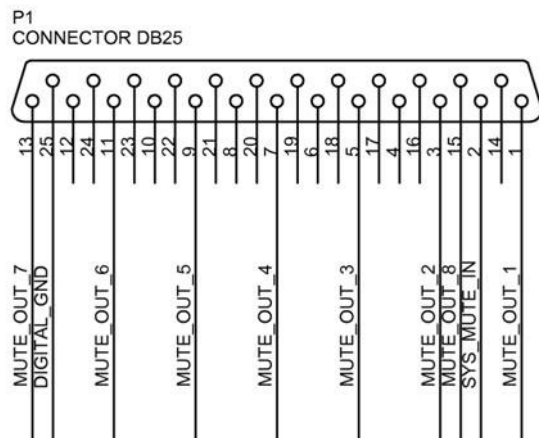 P1
CONNECTOR DB25
13
25
12
24
11
23
10
22
9
21
8
20
7
19
6
18
5
17
4
16
3
15
2
14
1
MUTE_OUT_7
DIGITAL_GND
MUTE_OUT_6
MUTE_OUT_5
MUTE_OUT_4
MUTE_OUT_3
MUTE_OUT_2
MUTE_OUT_8
SYS_MUTE_IN
MUTE_OUT_1